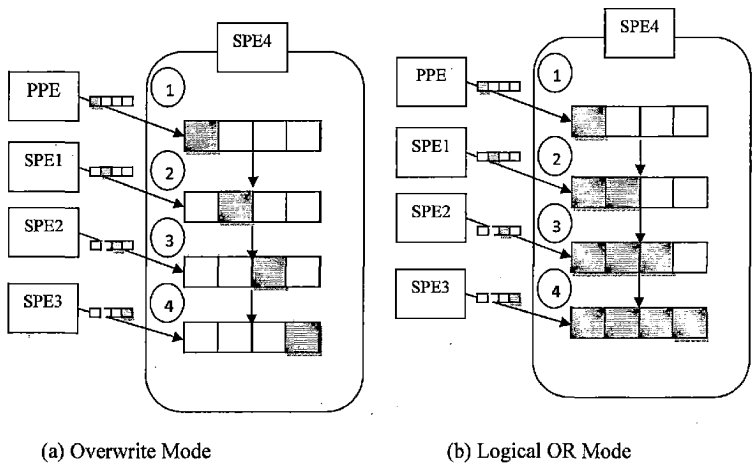 SPE4
PPE
1
SPE1
2
SPE2
3
SPE3
4
(a) Overwrite Mode
SPE4
PPE
1
SPE1
2
SPE2
3
SPE3
4
(b) Logical OR Mode